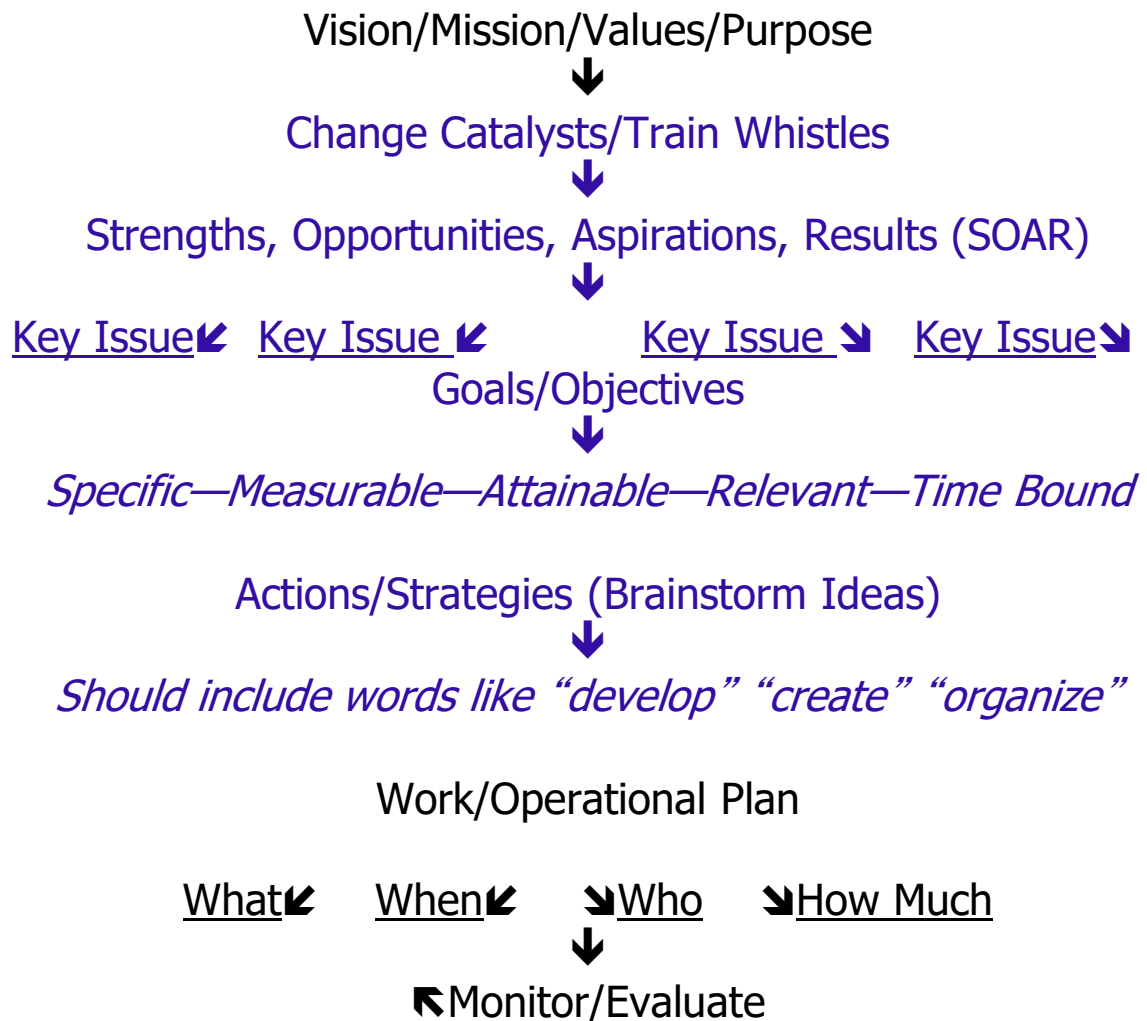 Vision/Mission/Values/Purpose
🡻
Change Catalysts/Train Whistles
🡻
Strengths, Opportunities, Aspirations, Results (SOAR)
🡻
Key Issue🡿 Key Issue 🡿 Key Issue 🡾 Key Issue🡾
Goals/Objectives
🡻
Specific—Measurable—Attainable—Relevant—Time Bound
Actions/Strategies (Brainstorm Ideas)
🡻
Should include words like “develop” “create” “organize”
Work/Operational Plan
What🡿 When🡿 🡾Who 🡾How Much
🡻
🡼Monitor/Evaluate